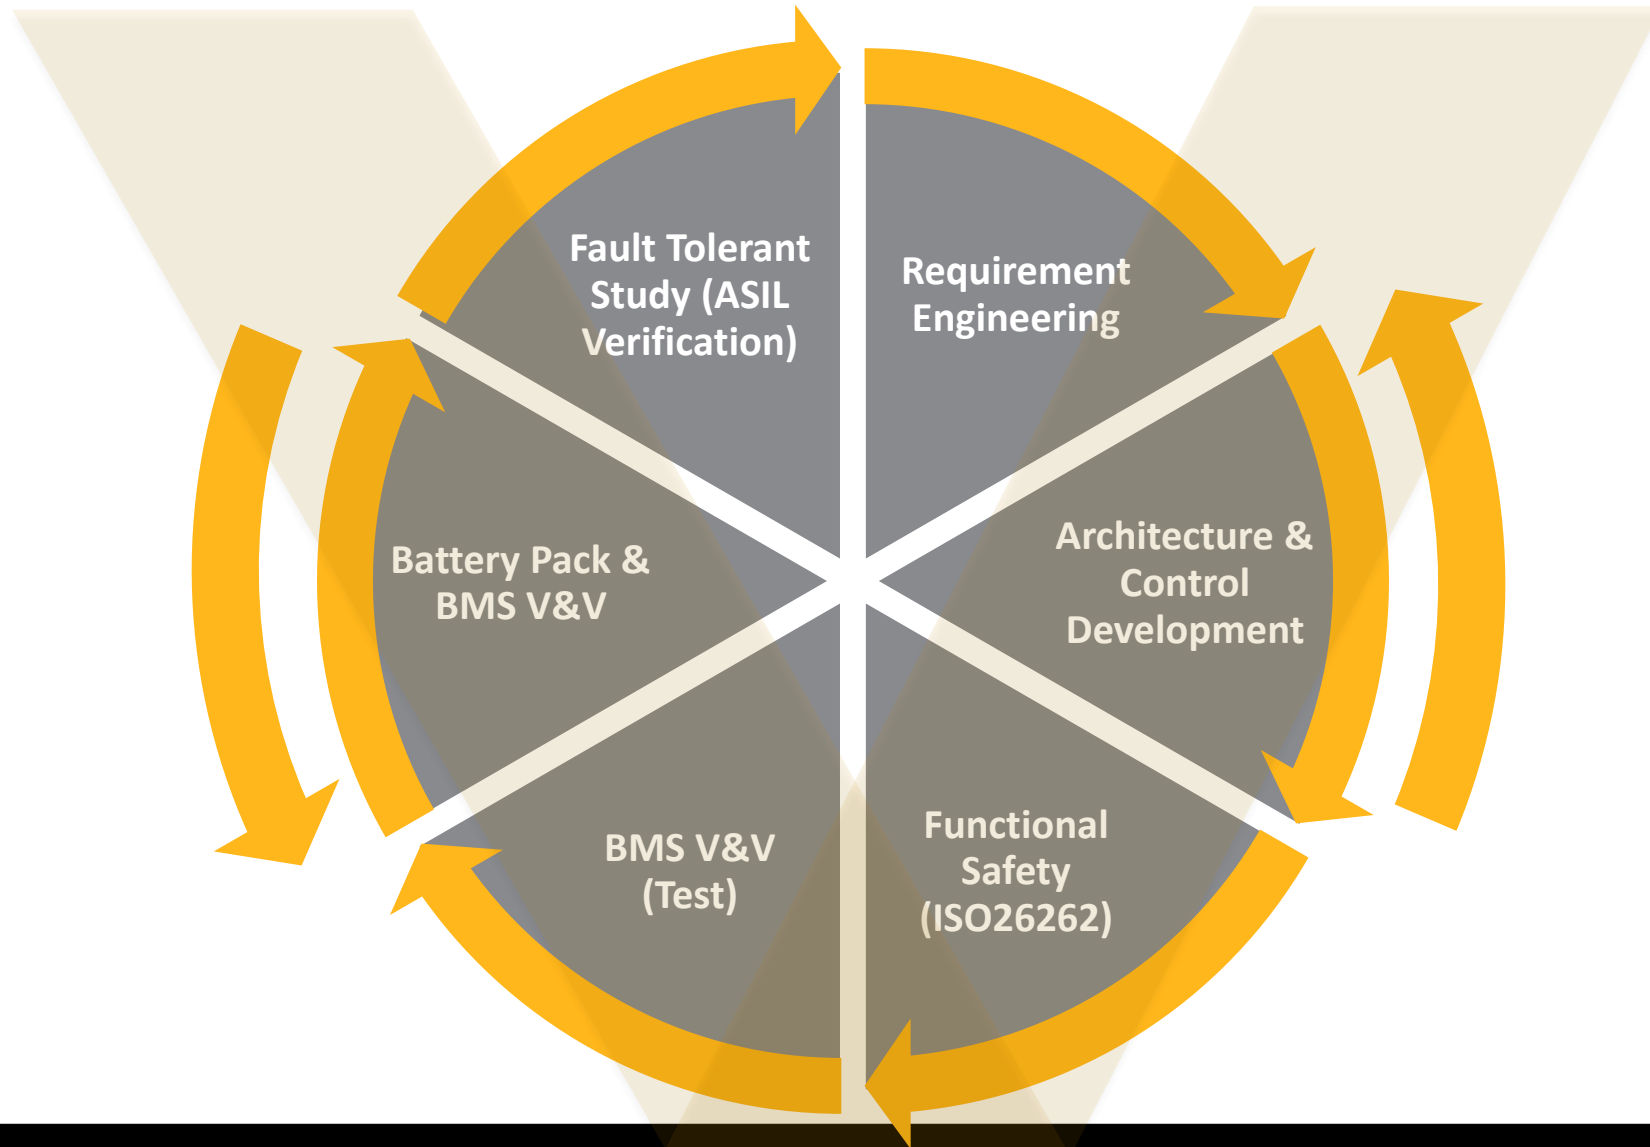 Fault Tolerant
Study (ASIL
Verification)
Requirement
Engineering
Architecture &
Control
Development
Functional
Safety
(ISO26262)
BMS V&V
(Test)
Battery Pack &
BMS V&V